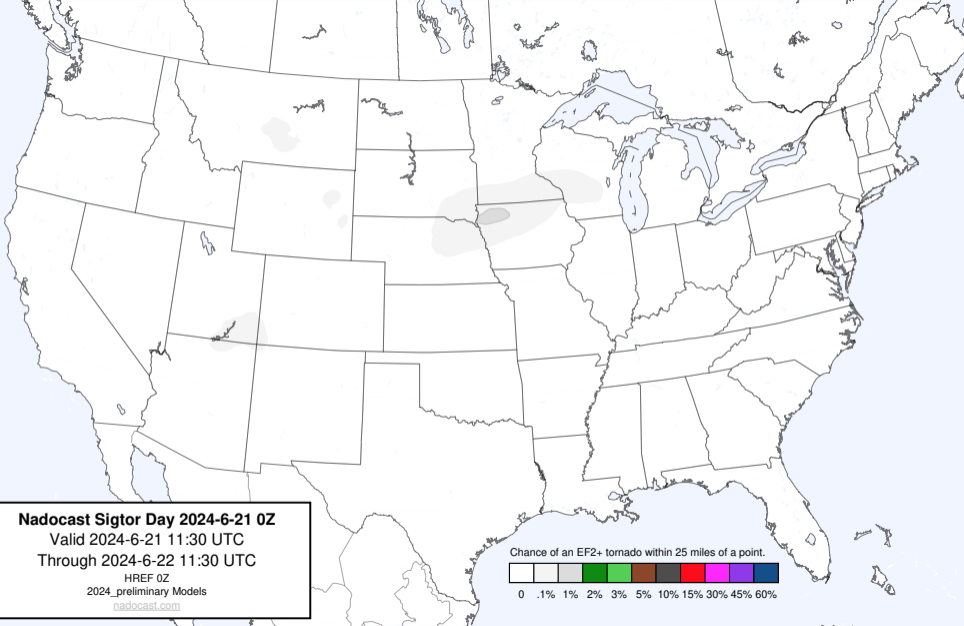 Nadocast Sigtor Day 2024-6-21 0Z
Valid 2024-6-21 11:30 UTC
Through 2024-6-22 11:30 UTC
HREF 0Z
2024_preliminary Models
nadocast.com
Chance of an EF2+ tornado within 25 miles of a point.
0 .1% 1% 2% 3% 5% 10% 15% 30% 45% 60%